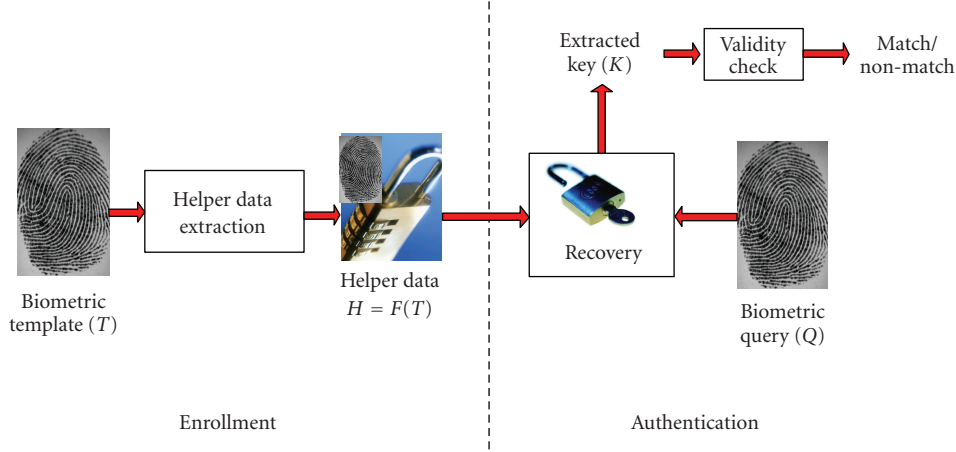 Extracted
key (K)
Validity
check
Match/
non-match
Helper data
extraction
Recovery
Biometric
template (T)
Helper data
H = F(T)
Biometric
query (Q)
Enrollment
Authentication